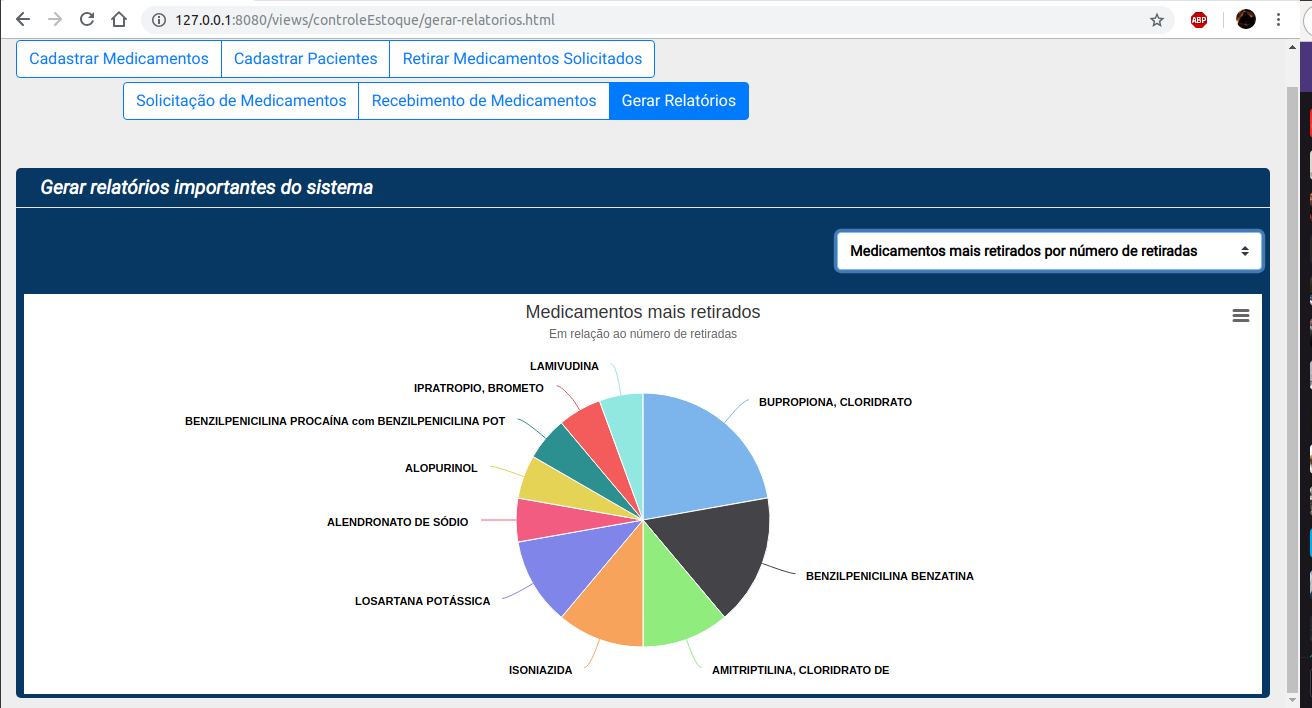 127.0.0.1:8080/views/controleEstoque/gerar-relatorios.html
ABP
Cadastrar Medicamentos Cadastrar Pacientes Retirar Medicamentos Solicitados
Solicitação de Medicamentos Recebimento de Medicamentos Gerar Relatórios
Gerar relatórios importantes do sistema
Medicamentos mais retirados por número de retiradas
Medicamentos mais retirados
Em relação ao número de retiradas
LAMIVUDINA
IPRATROPIO, BROMETO
BUPROPIONA, CLORIDRATO
BENZILPENICILINA PROCAÍNA com BENZILPENICILINA POT
ALOPURINOL
ALENDRONATO DE SÓDIO
BENZILPENICILINA BENZATINA
LOSARTANA POTÁSSICA
ISONIAZIDA
AMITRIPTILINA, CLORIDRATO DE